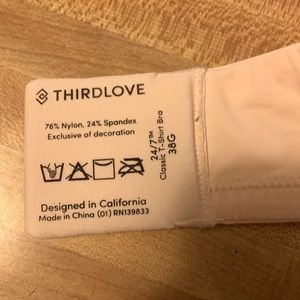 THIRDLOVE
76% Nylon, 24% Spandex
Exclusive of decoration
24/7™
Classic T-Shirt Bra
38G
Designed in California
Made in China (01) RN139833